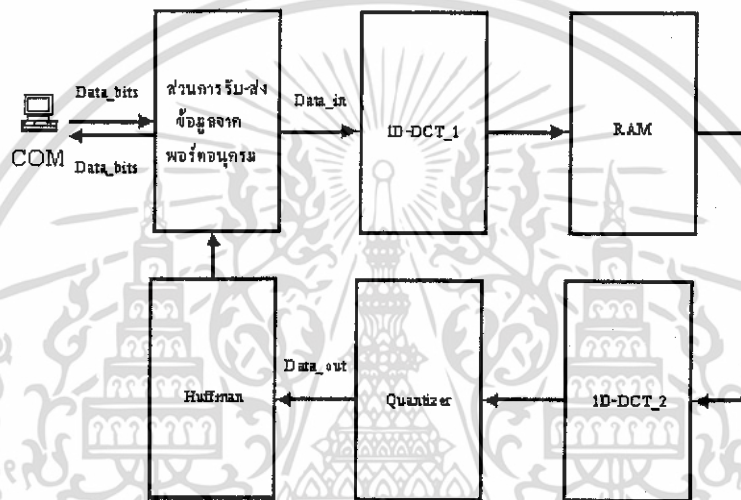 Data_bits
COM
Data_bits
ส่วนการรับ-ส่ง
ข้อมูลจาก
พอร์ตอนุกรม
Data_in
1D-DCT_1
RAM
Huffman
Data_out
Quantizer
1D-DCT_2